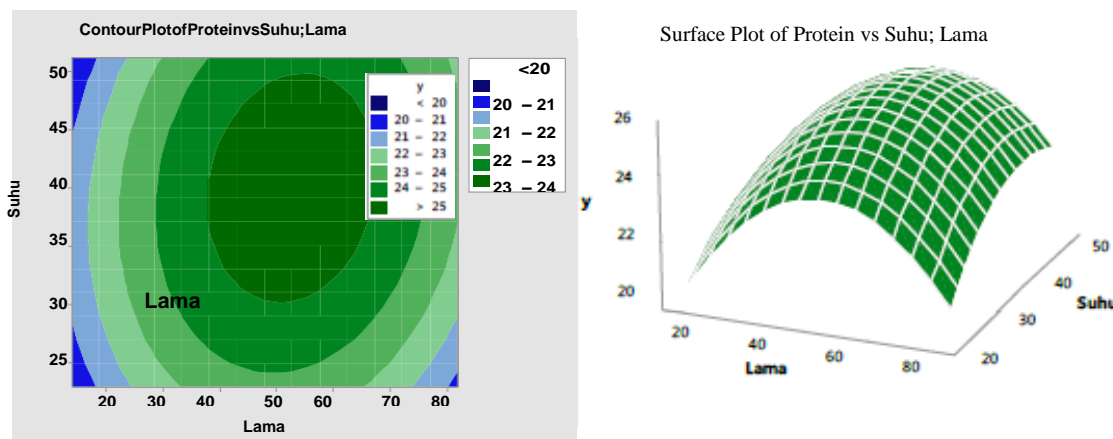 ContourPlotofProteinvsSuhu;Lama
Suhu
50
45
40
35
30
25
Lama
20 30 40 50 60 70 80
Lama
y
< 20
20 – 21
21 – 22
22 – 23
23 – 24
24 – 25
> 25
<20
20 – 21
21 – 22
22 – 23
23 – 24
Surface Plot of Protein vs Suhu; Lama
y
26
24
22
20
20
40
60
80
Lama
20
30
40
50
Suhu